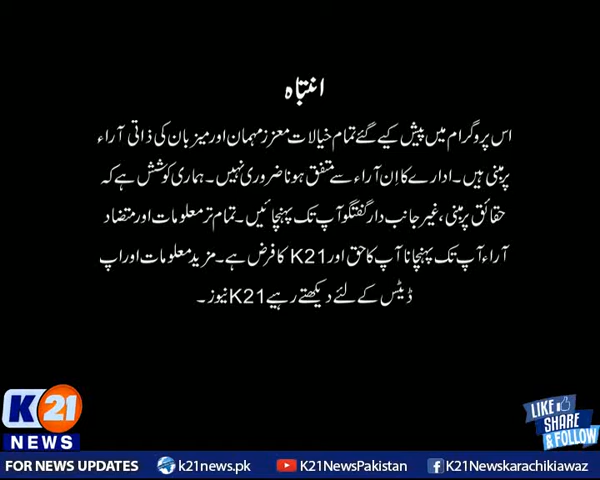 انتباہ
اس پروگرام میں پیش کیے گئے تمام خیالات معزز مہمان اور میزبان کی ذاتی آراء
پر مبنی ہیں۔ ادارے کا اِن آراء سے متفق ہونا ضروری نہیں۔ ہماری کوشش ہے کہ
حقائق پر مبنی، غیر جانب دار گفتگو آپ تک پہنچائیں۔ تمام تر معلومات اور متضاد
آراء آپ تک پہنچانا آپ کا حق اور K21 کا فرض ہے۔ مزید معلومات اور اپ
ڈیٹس کے لئے دیکھتے رہیے K21 نیوز۔
K21
NEWS
LIKE
SHARE
& FOLLOW
FOR NEWS UPDATES k21news.pk K21NewsPakistan K21Newskarachikiawaz